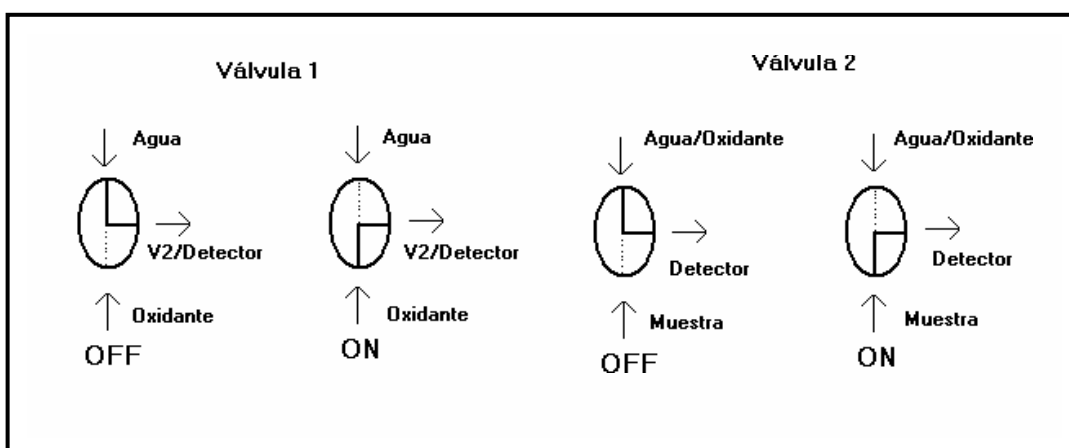 Válvula 1
Agua
V2/Detector
Oxidante
OFF
Agua
V2/Detector
Oxidante
ON
Válvula 2
Agua/Oxidante
Detector
Muestra
OFF
Agua/Oxidante
Detector
Muestra
ON